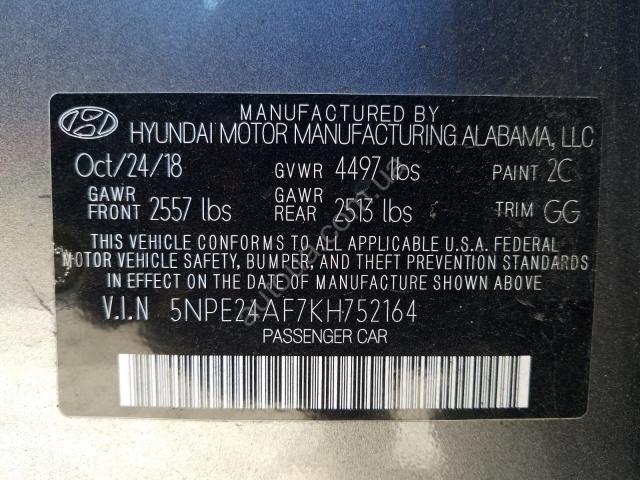 MANUFACTURED BY
HYUNDAI MOTOR MANUFACTURING ALABAMA, LLC
Oct/24/18 GVWR 4497 lbs PAINT 2C
GAWR FRONT 2557 lbs GAWR REAR 2513 lbs TRIM GG
THIS VEHICLE CONFORMS TO ALL APPLICABLE U.S.A. FEDERAL
MOTOR VEHICLE SAFETY, BUMPER, AND THEFT PREVENTION STANDARDS
IN EFFECT ON THE DATE OF MANUFACTURE SHOWN ABOVE
V.I.N 5NPE24AF7KH752164
PASSENGER CAR